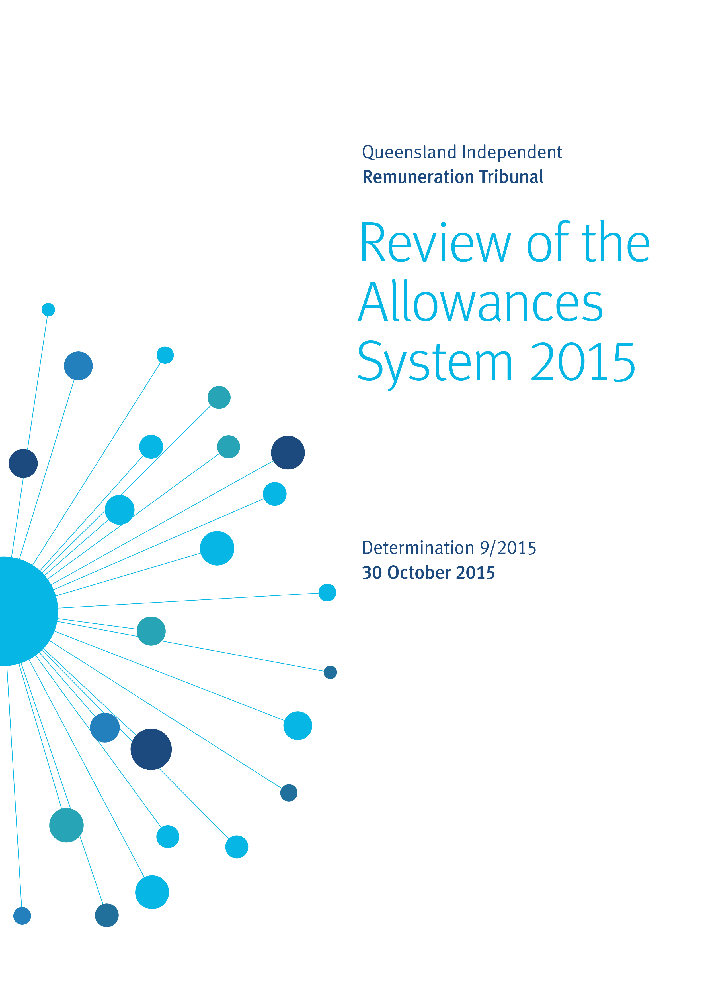 Queensland Independent
Remuneration Tribunal
Review of the
Allowances
System 2015
Determination 9/2015
30 October 2015